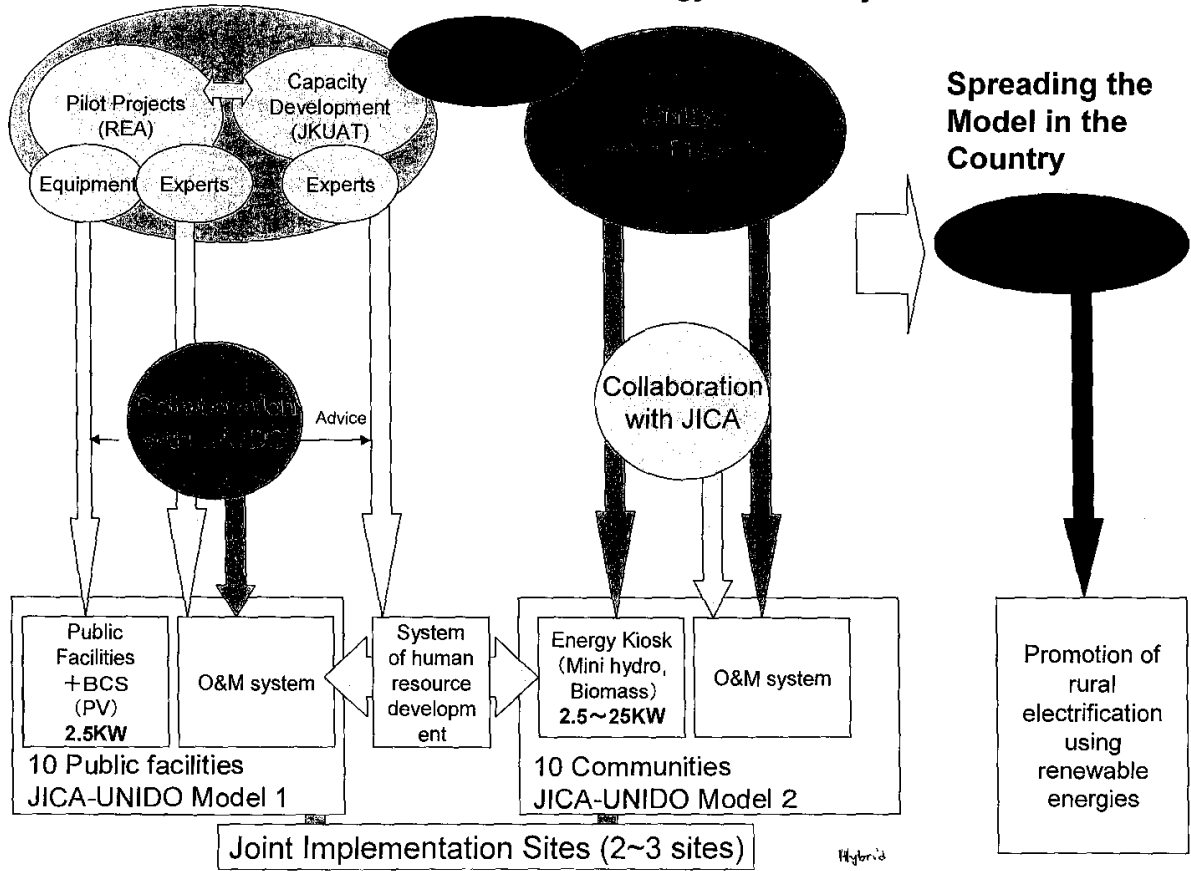 Spreading the
Model in the
Country
Pilot Projects
(REA)
Capacity
Development
(JKUAT)
Equipment
Experts
Experts
Collaboration
Advice
Collaboration
with JICA
Public
Facilities
+BCS
(PV)
2.5KW
O&M system
System
of human
resource
developm
ent
Energy Kiosk
(Mini hydro,
Biomass)
2.5~25KW
O&M system
10 Public facilities
JICA-UNIDO Model 1
10 Communities
JICA-UNIDO Model 2
Promotion of
rural
electrification
using
renewable
energies
Joint Implementation Sites (2~3 sites)
Hybrid